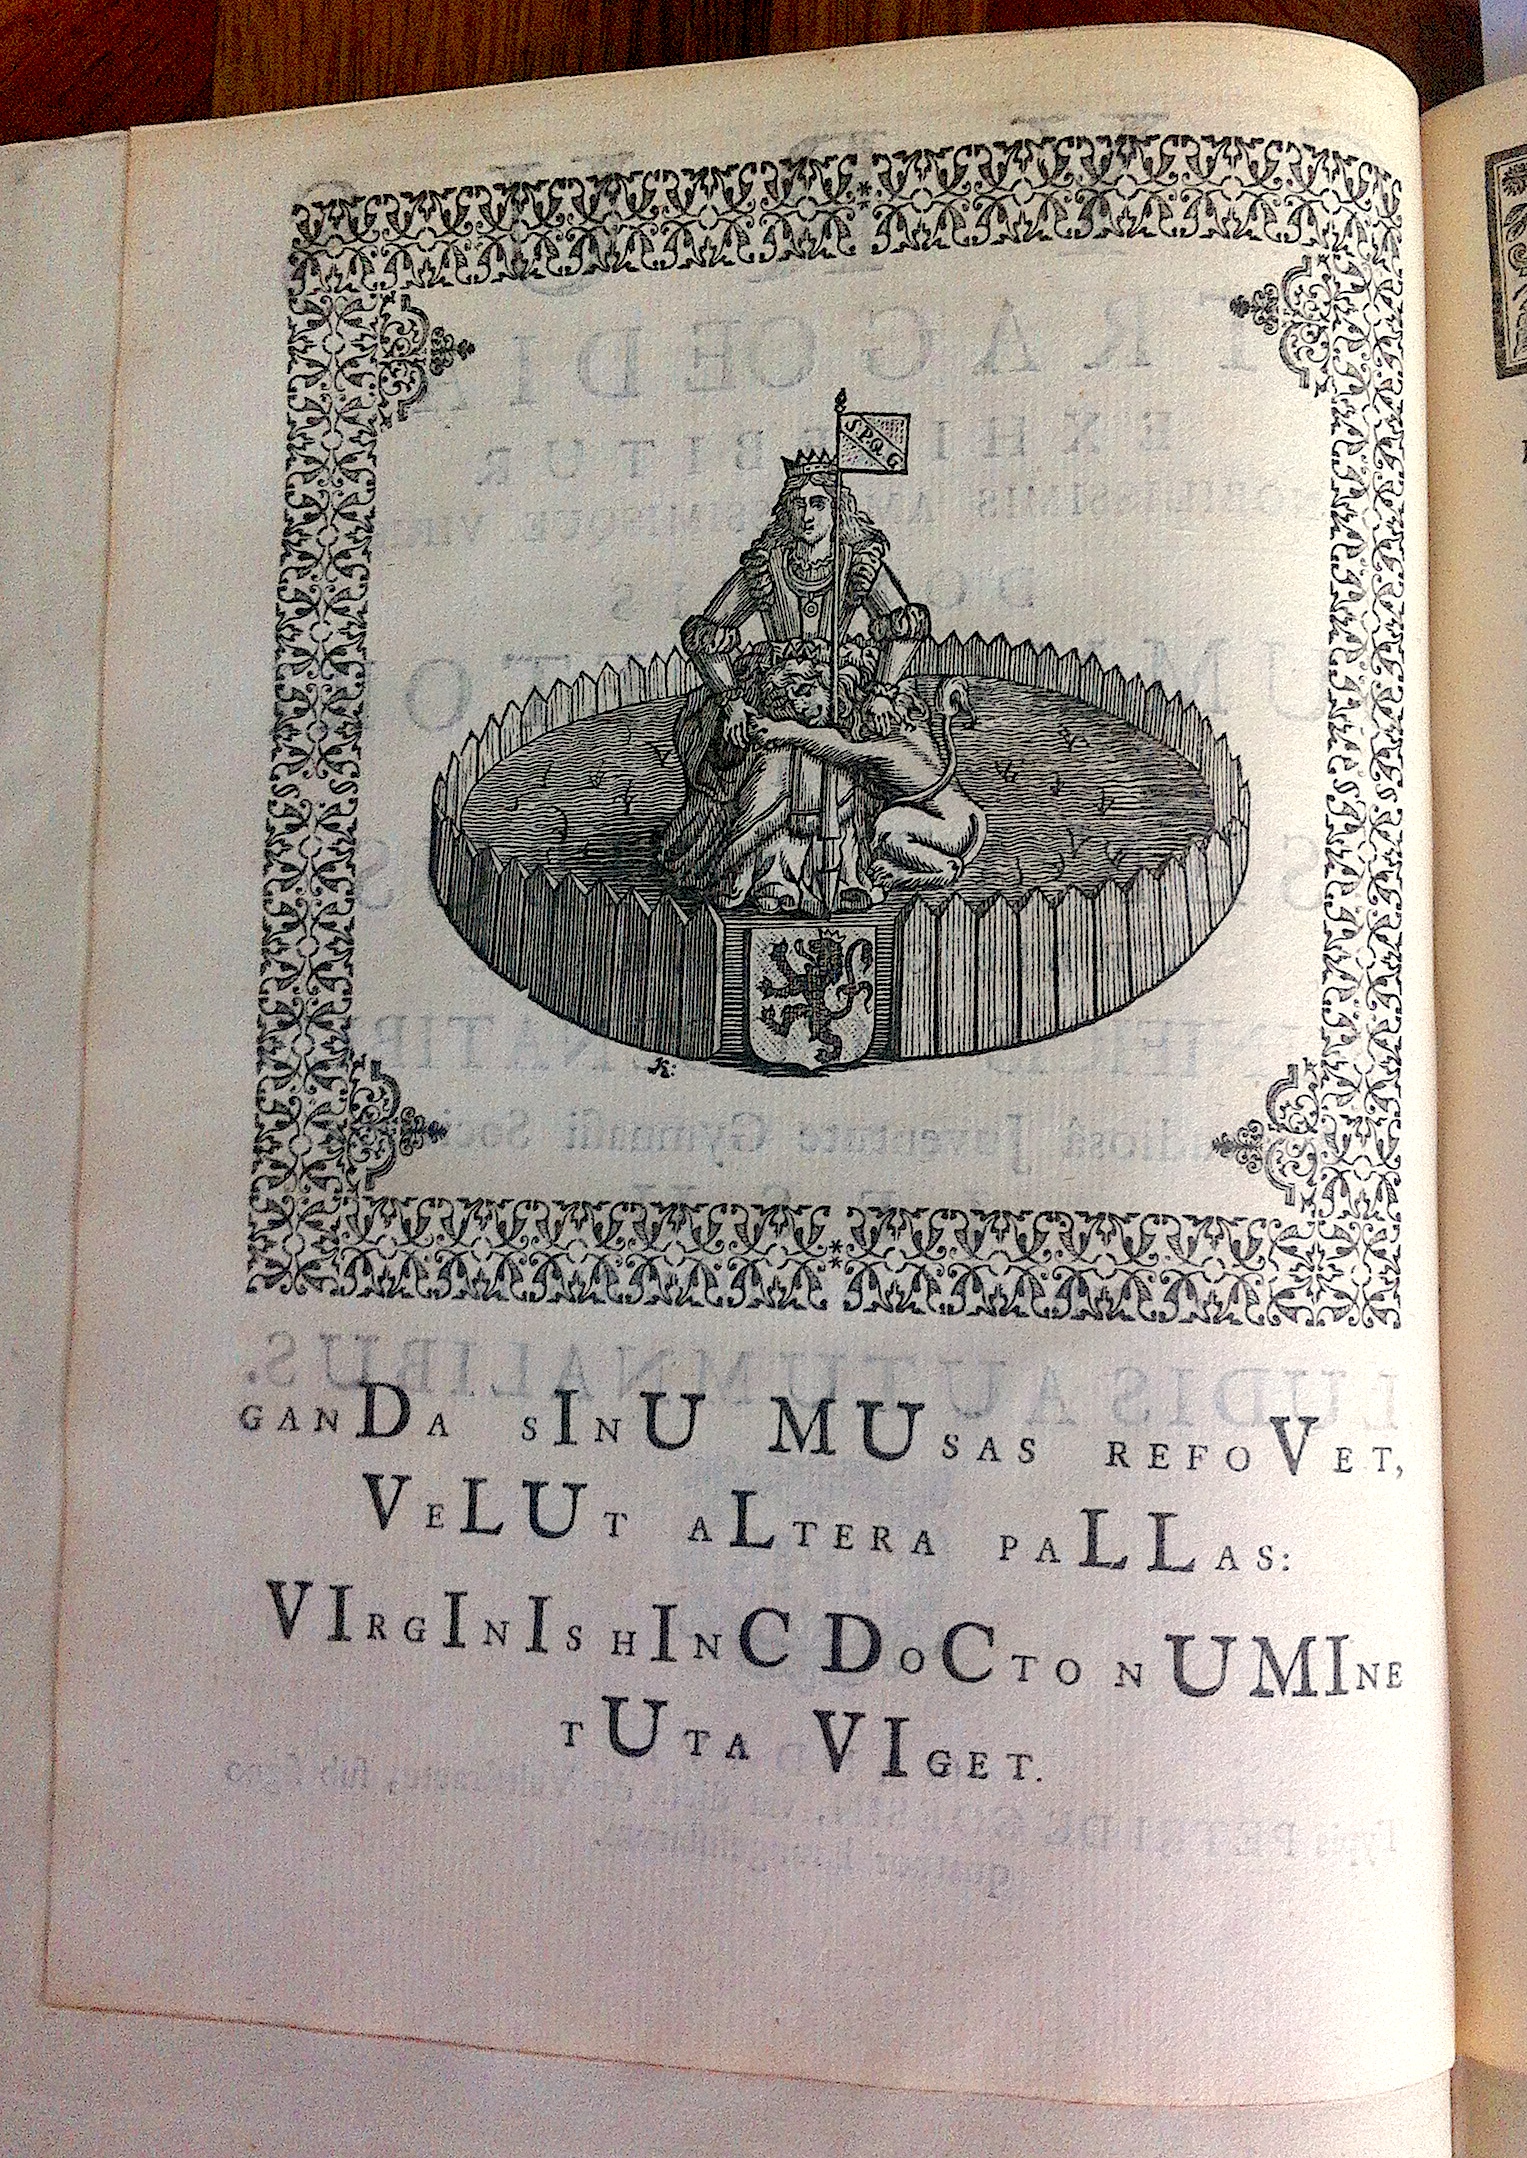 SPQG
K:
GANDA SINU MUSAS REFOVET,
VELUT ALTERA PALLAS:
VIRGINIS HINC DOCTO NUMINE
TUTA VIGET.